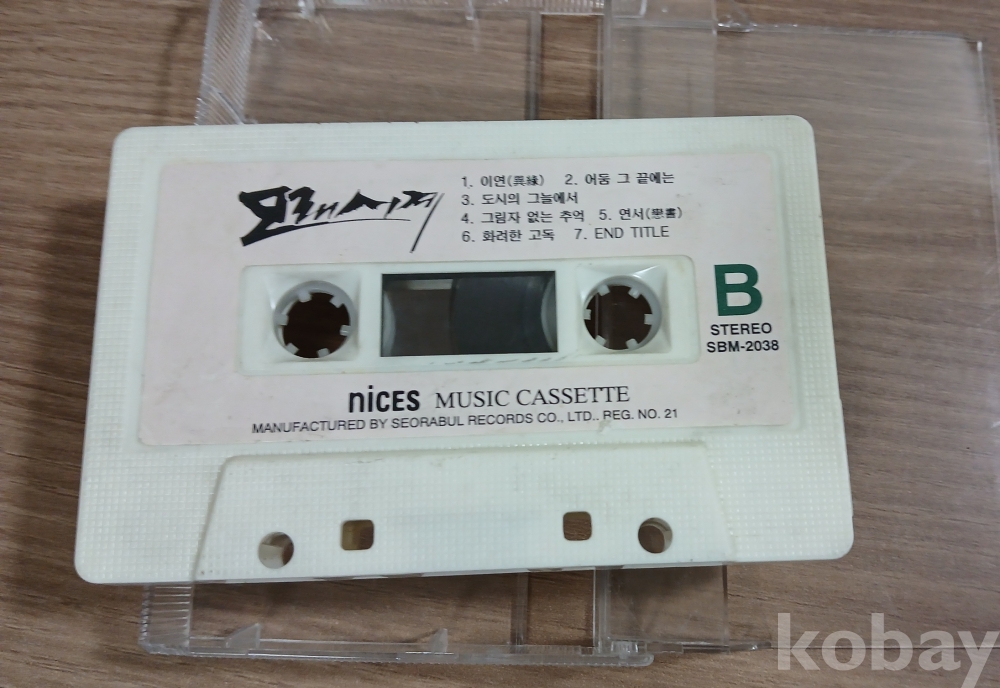 모래시계
1. 이연(異緣) 2. 어둠 그 끝에는
3. 도시의 그늘에서
4. 그림자 없는 추억 5. 연서(戀書)
6. 화려한 고독 7. END TITLE
B
STEREO
SBM-2038
nices MUSIC CASSETTE
MANUFACTURED BY SEORABUL RECORDS CO., LTD.. REG. NO. 21
kobay